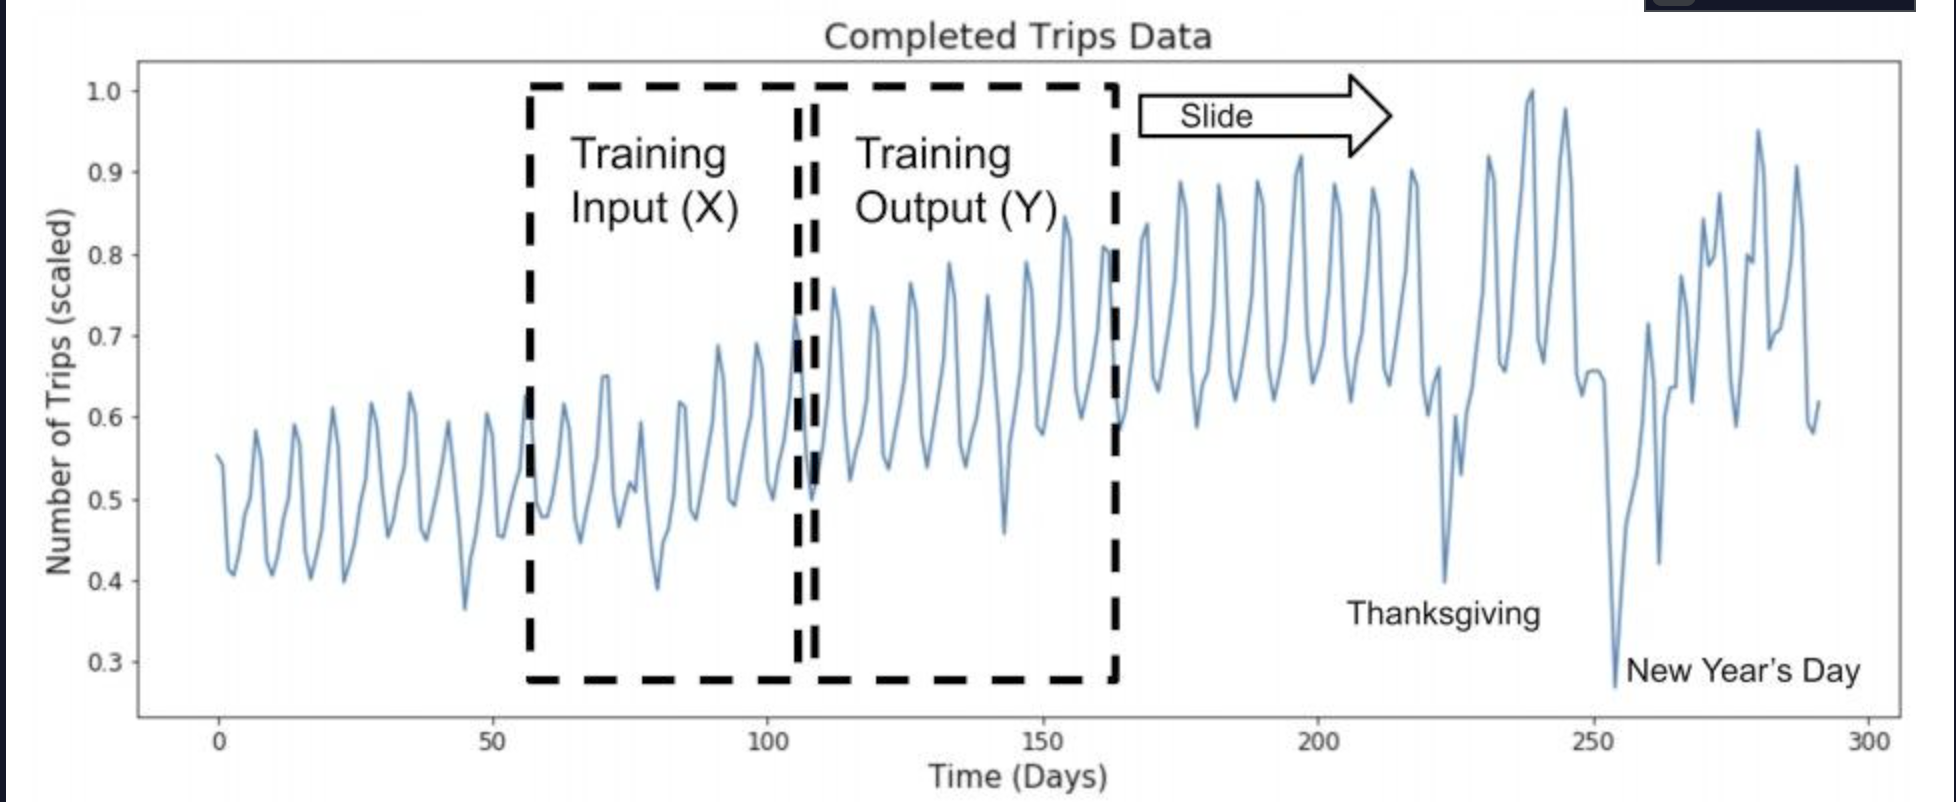 Completed Trips Data
Number of Trips (scaled)
1.0
0.9
0.8
0.7
0.6
0.5
0.4
0.3
Training
Input (X)
Training
Output (Y)
Slide
Thanksgiving
New Year's Day
0
50
100
150
200
250
300
Time (Days)